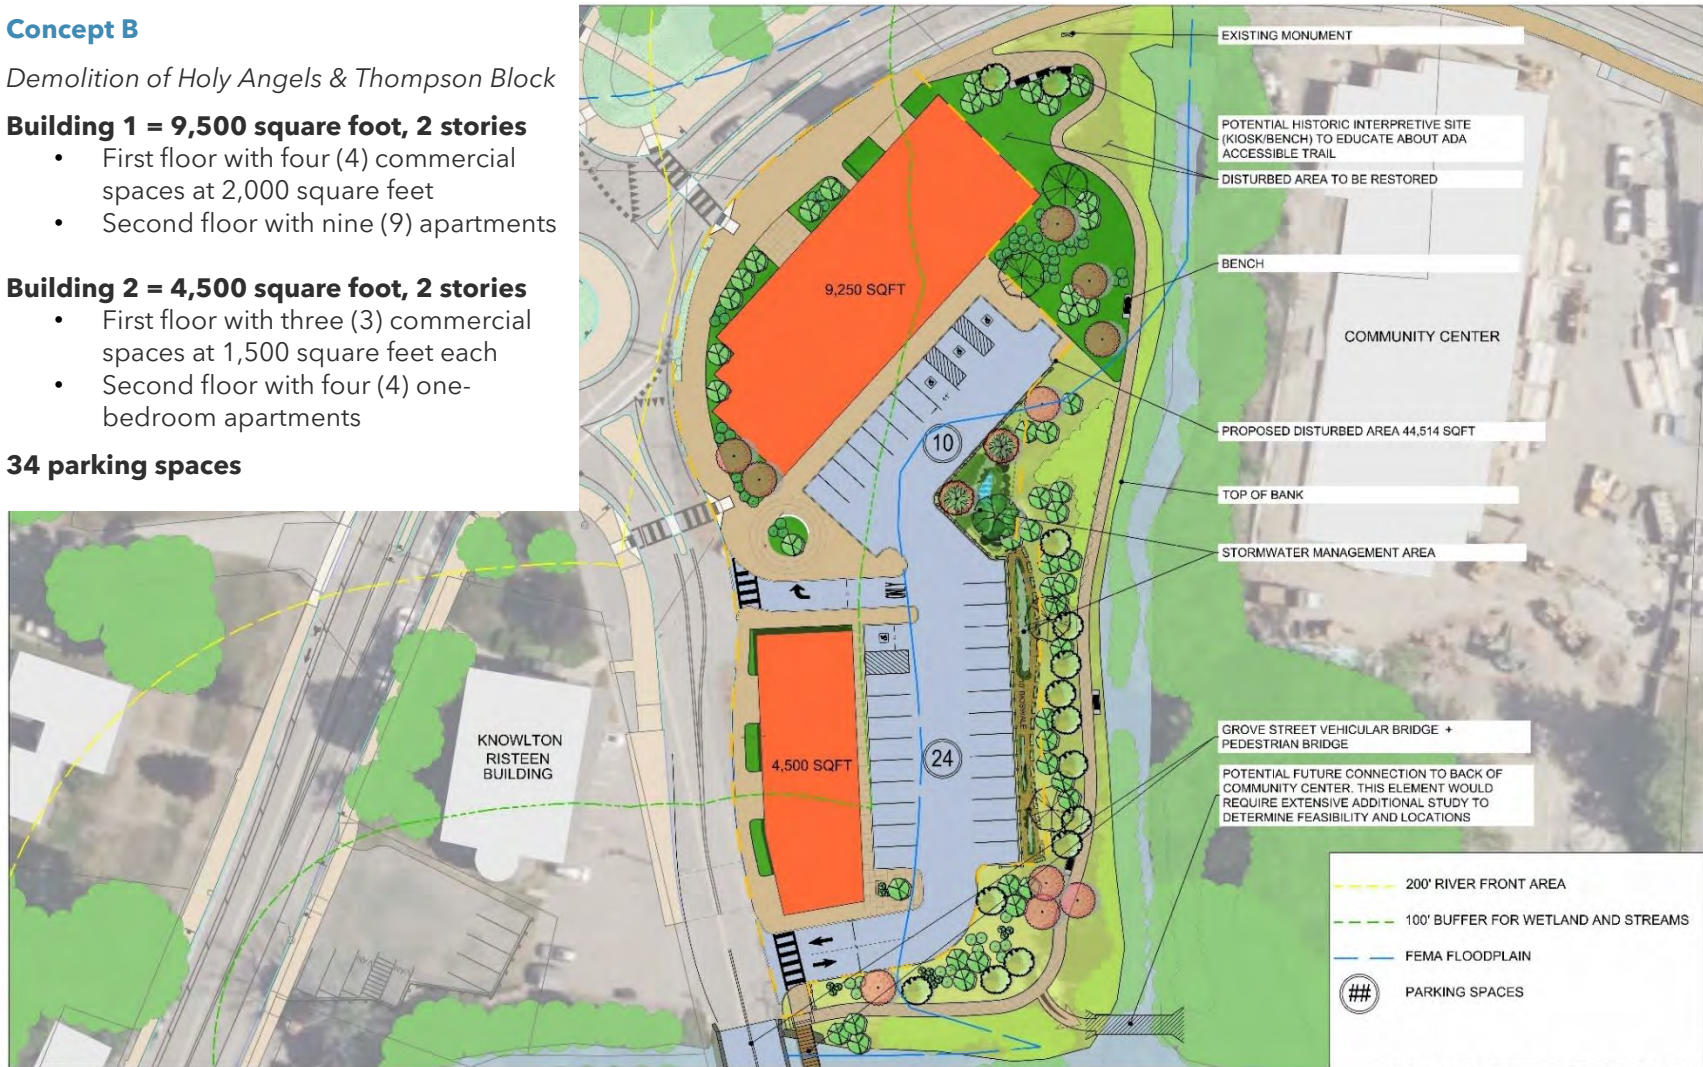 Concept B
Demolition of Holy Angels & Thompson Block
Building 1 = 9,500 square foot, 2 stories
• First floor with four (4) commercial
spaces at 2,000 square feet
• Second floor with nine (9) apartments
Building 2 = 4,500 square foot, 2 stories
• First floor with three (3) commercial
spaces at 1,500 square feet each
• Second floor with four (4) one-
bedroom apartments
34 parking spaces
EXISTING MONUMENT
POTENTIAL HISTORIC INTERPRETIVE SITE
(KIOSK/BENCH) TO EDUCATE ABOUT ADA
ACCESSIBLE TRAIL
DISTURBED AREA TO BE RESTORED
BENCH
COMMUNITY CENTER
PROPOSED DISTURBED AREA 44,514 SQFT
TOP OF BANK
STORMWATER MANAGEMENT AREA
GROVE STREET VEHICULAR BRIDGE +
PEDESTRIAN BRIDGE
POTENTIAL FUTURE CONNECTION TO BACK OF
COMMUNITY CENTER. THIS ELEMENT WOULD
REQUIRE EXTENSIVE ADDITIONAL STUDY TO
DETERMINE FEASIBILITY AND LOCATIONS
9,250 SQFT
10
ONLY
4,500 SQFT
24
KNOWLTON
RISTEEN
BUILDING
200' RIVER FRONT AREA
100' BUFFER FOR WETLAND AND STREAMS
FEMA FLOODPLAIN
## PARKING SPACES